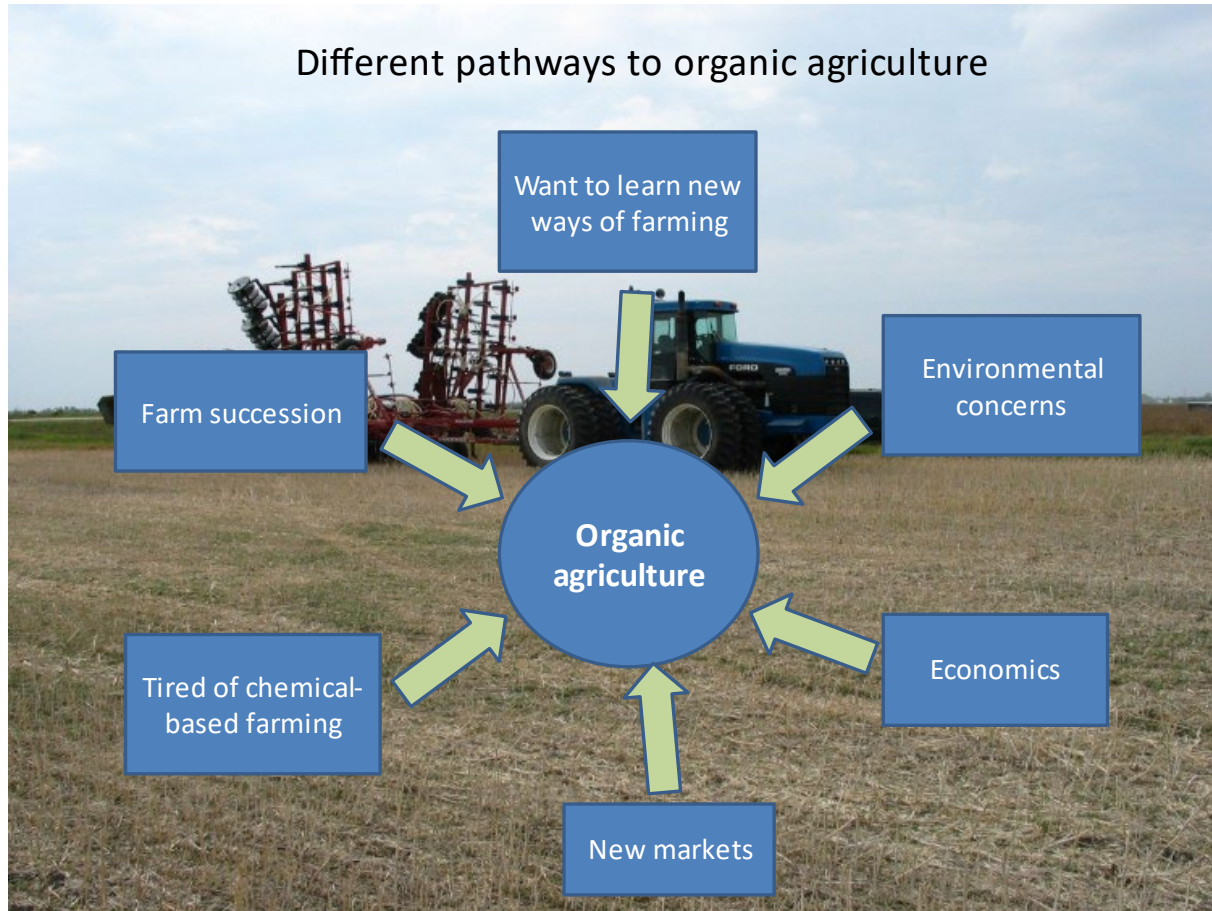 Different pathways to organic agriculture
Want to learn new
ways of farming
Environmental
concerns
Farm succession
FORD
Organic
agriculture
Economics
Tired of chemical-
based farming
New markets